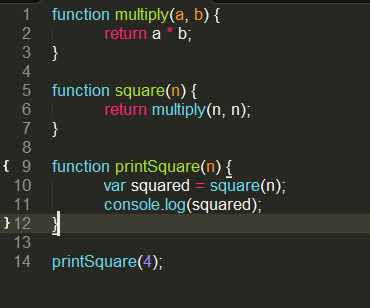 1 function multiply(a, b) {
2 return a * b;
3 }
4
5 function square(n) {
6 return multiply(n, n);
7 }
8
{ 9 function printSquare(n) {
10 var squared = square(n);
11 console.log(squared);
} 12 }
13
14 printSquare(4);